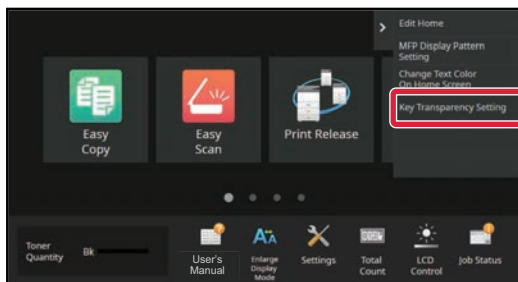 Edit Home
MFP Display Pattern
Setting
Change Text Color
On Home Screen
Key Transparency Setting
Easy
Copy
Easy
Scan
Print Release
Toner
Quantity
Bk
User's
Manual
Enlarge
Display
Mode
Settings
Total
Count
LCD
Control
Job Status